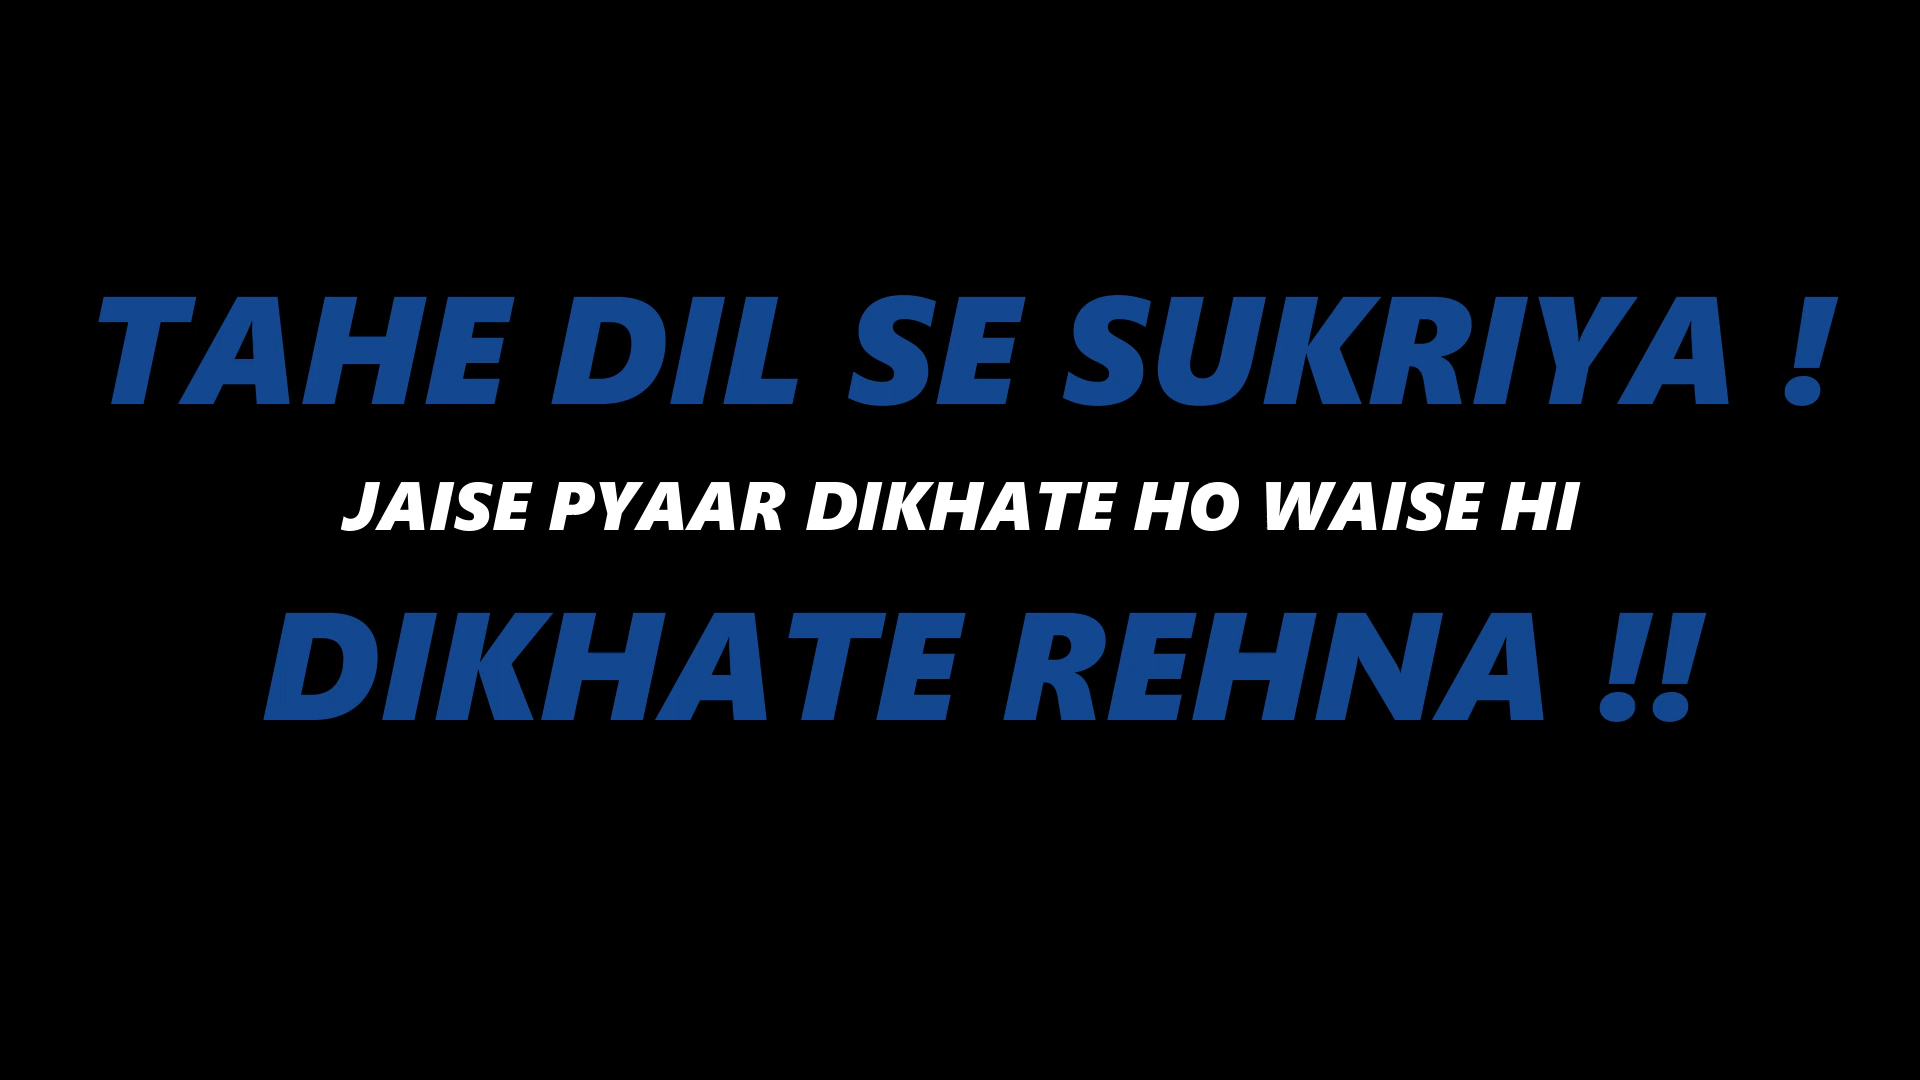 TAHE DIL SE SUKRIYA !
JAISE PYAAR DIKHATE HO WAISE HI
DIKHATE REHNA !!